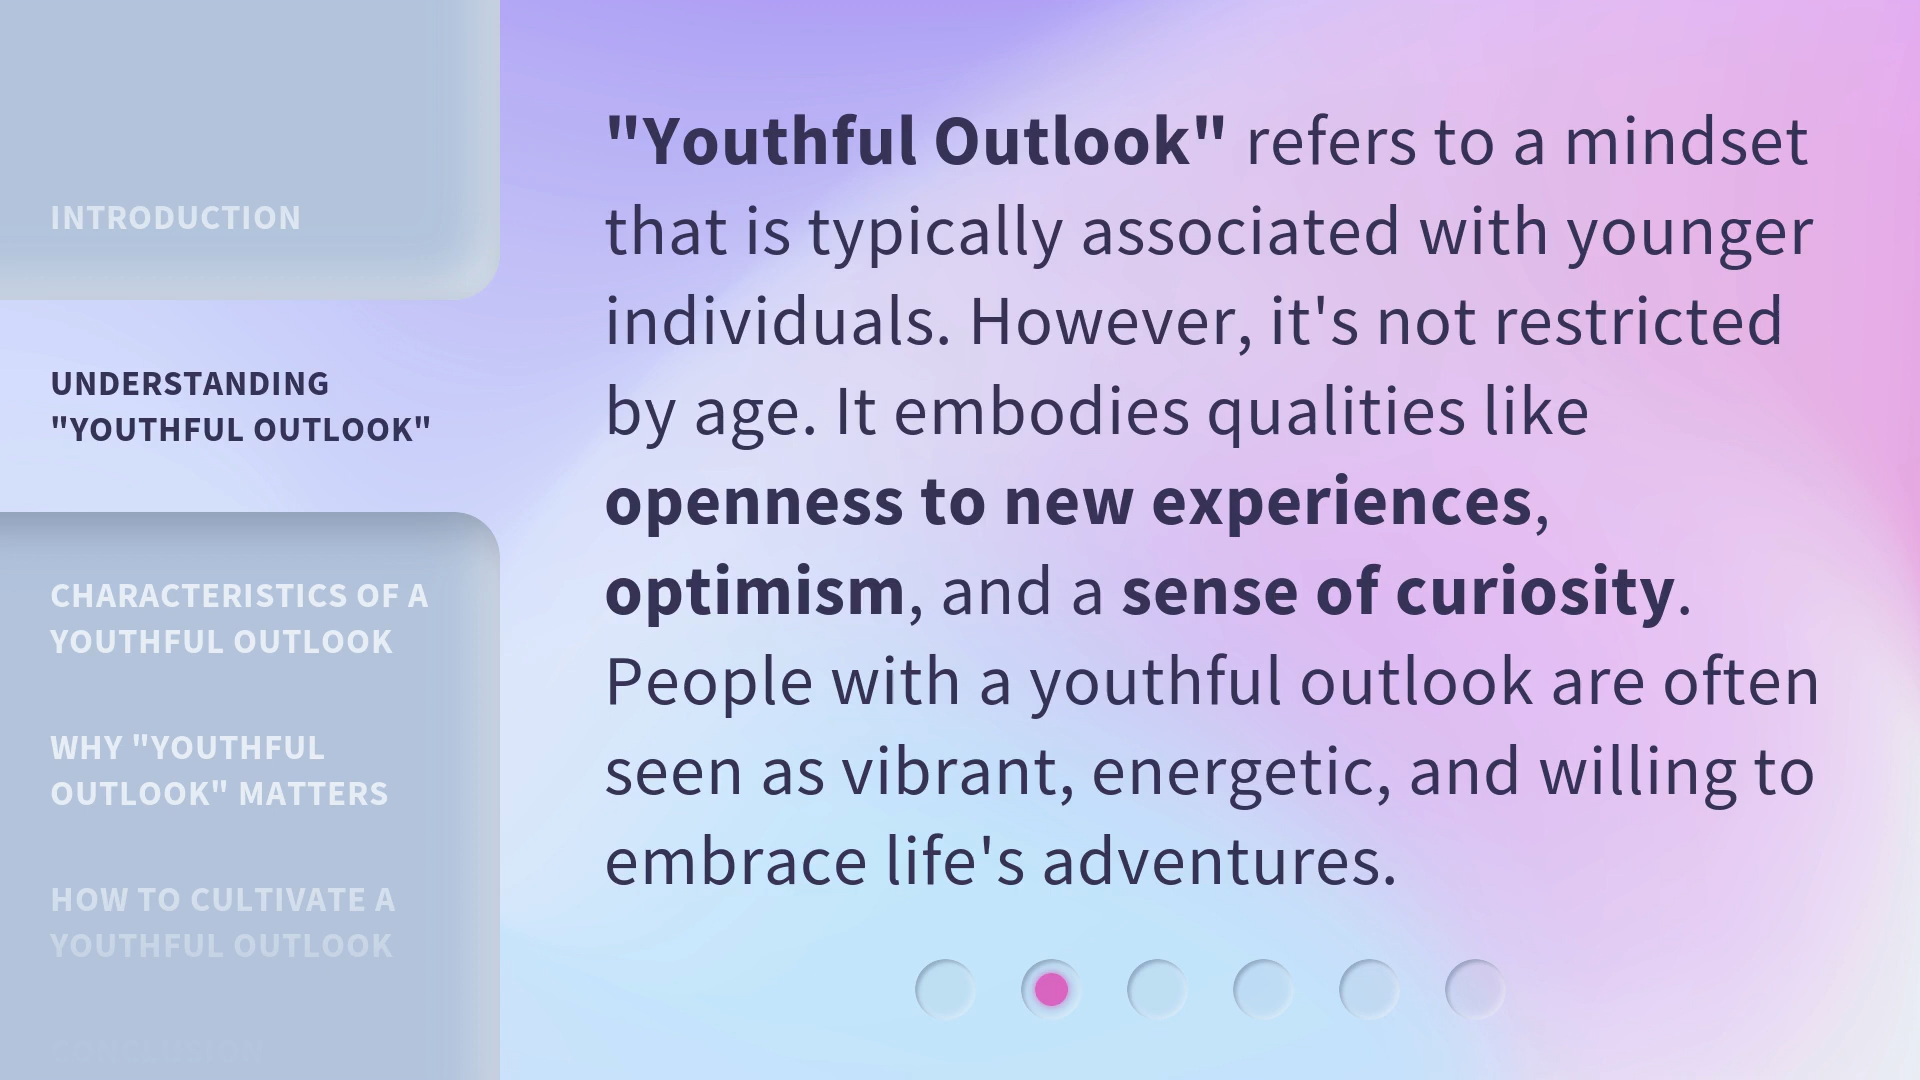 INTRODUCTION
UNDERSTANDING
"YOUTHFUL OUTLOOK"
CHARACTERISTICS OF A
YOUTHFUL OUTLOOK
WHY "YOUTHFUL
OUTLOOK" MATTERS
HOW TO CULTIVATE A
YOUTHFUL OUTLOOK
CONCLUSION
"Youthful Outlook" refers to a mindset
that is typically associated with younger
individuals. However, it's not restricted
by age. It embodies qualities like
openness to new experiences,
optimism, and a sense of curiosity.
People with a youthful outlook are often
seen as vibrant, energetic, and willing to
embrace life's adventures.